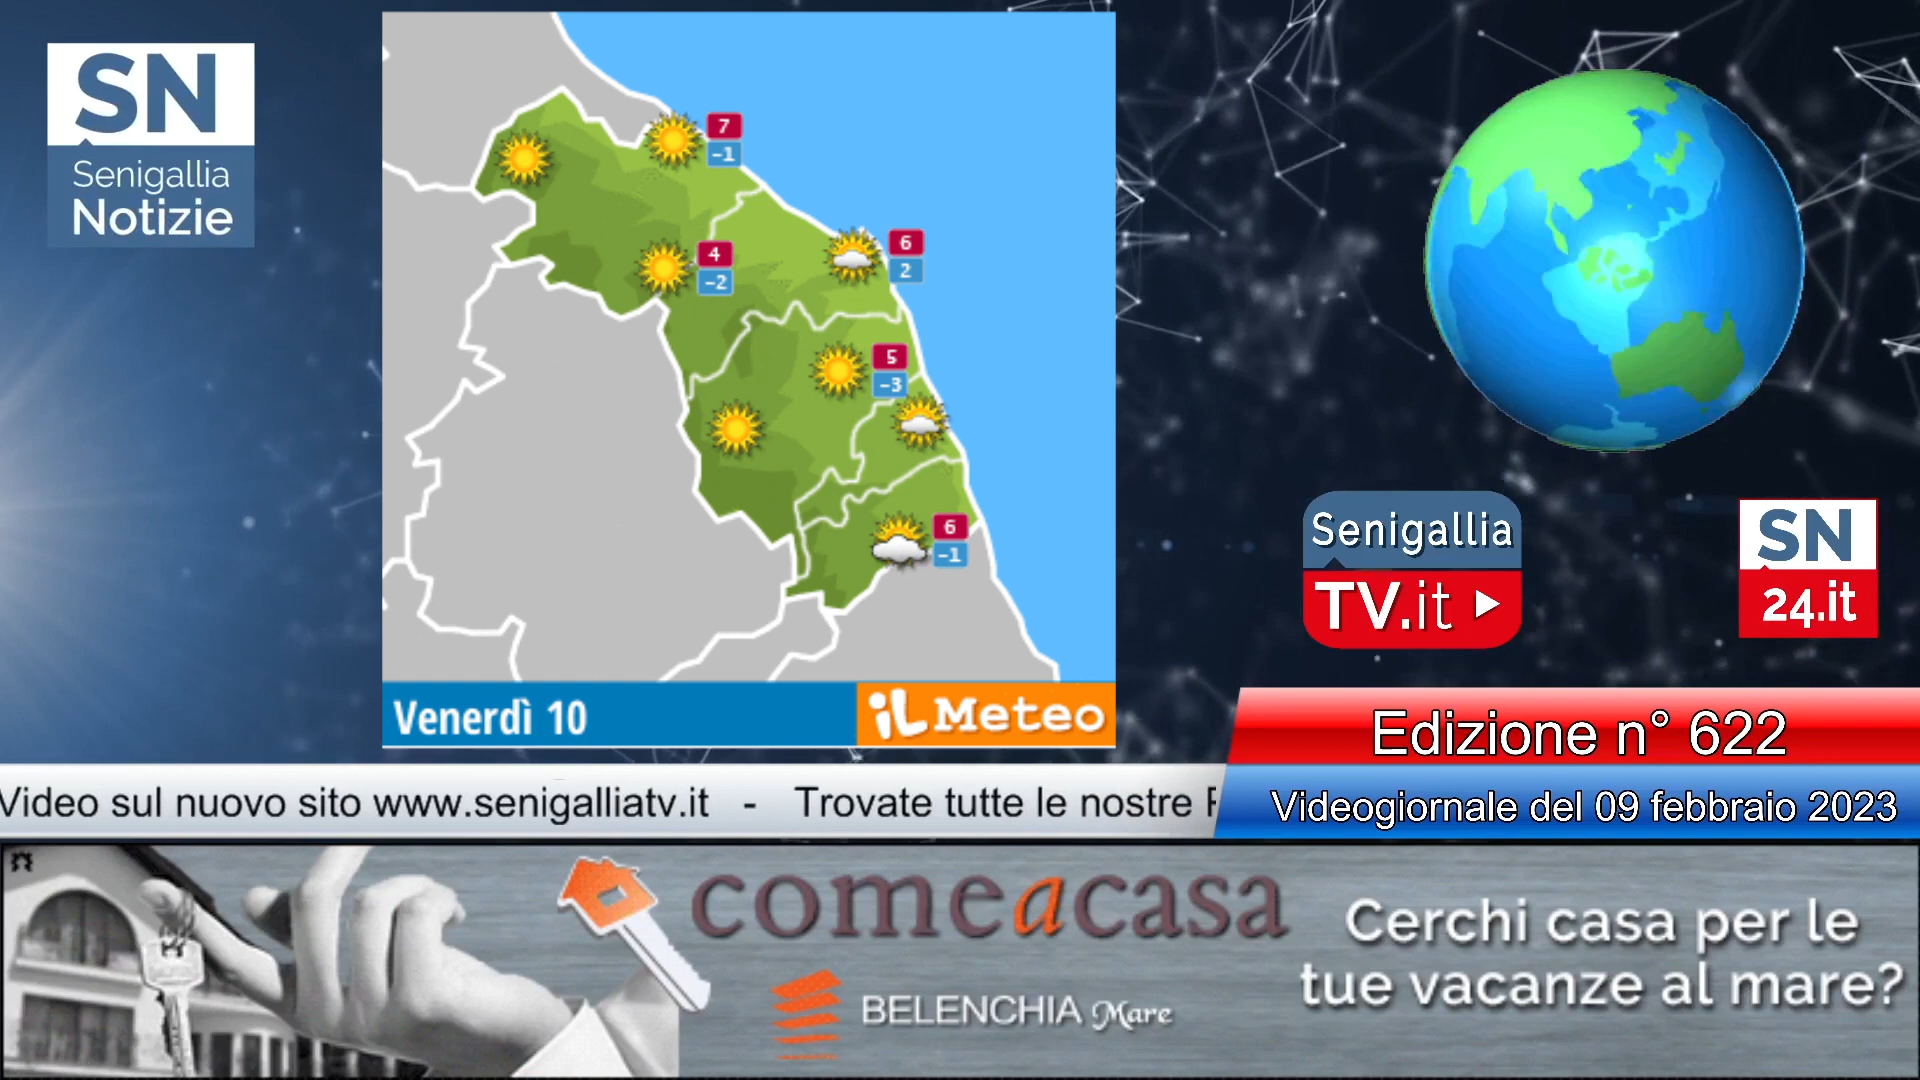 SN
Senigallia
Notizie
7
-1
4
-2
6
2
5
-3
6
-1
Venerdì 10
iL Meteo
Senigallia
TV.it
SN
24.it
Edizione n° 622
Video sul nuovo sito www.senigalliatv.it - Trovate tutte le nostre
Videogiornale del 09 febbraio 2023
comeacasa
BELENCHIA Mare
Cerchi casa per le
tue vacanze al mare?